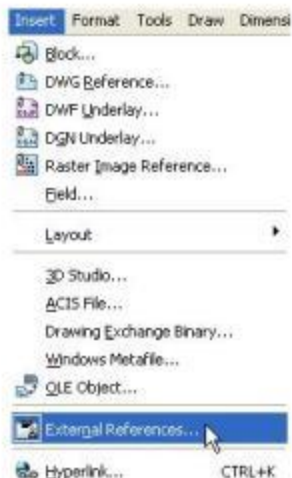 Insert Format Tools Draw Dimensi
Block...
DWG Reference...
DWF Underlay...
DGN Underlay...
Raster Image Reference...
Field...
Layout
3D Studio...
ACIS File...
Drawing Exchange Binary...
Windows Metafile...
OLE Object...
External References...
Hyperlink... CTRL+K